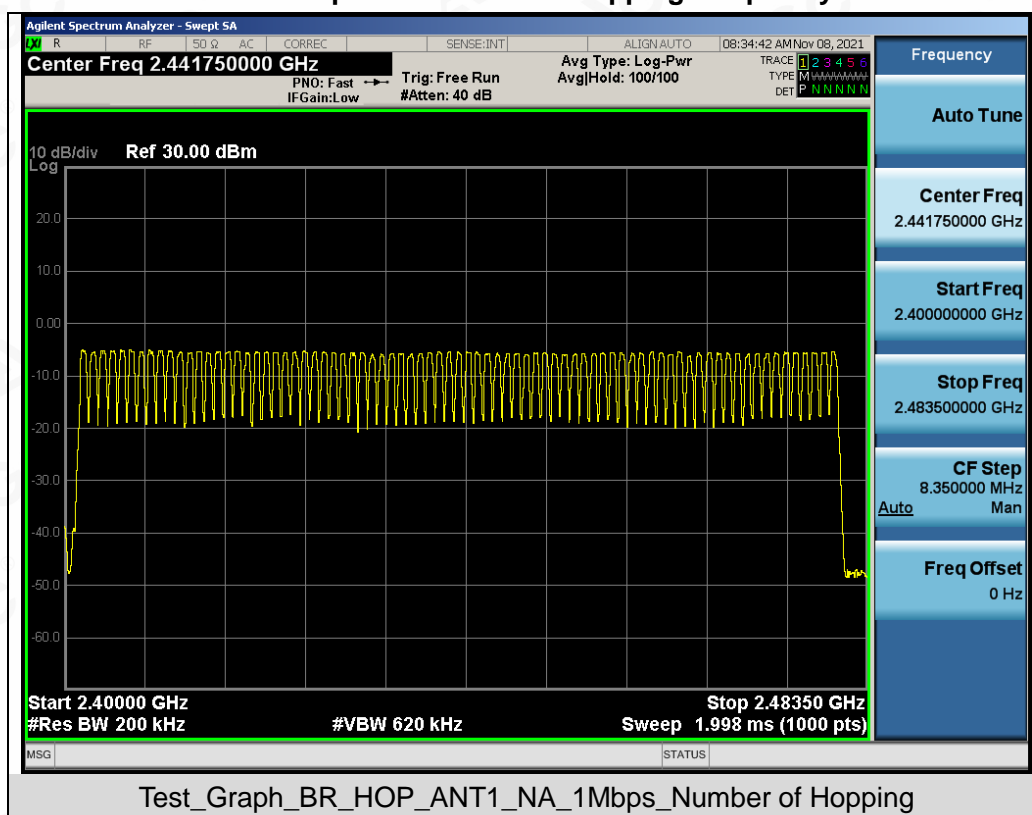 Agilent Spectrum Analyzer - Swept SA
LXI R RF 50 Ω AC CORREC SENSE:INT ALIGN AUTO 08:34:42 AM Nov 08, 2021
Center Freq 2.441750000 GHz
PNO: Fast
IFGain:Low
Trig: Free Run
#Atten: 40 dB
Avg Type: Log-Pwr
Avg|Hold: 100/100
TRACE 1 2 3 4 5 6
TYPE M
DET P N N N N N
10 dB/div
Log
Ref 30.00 dBm
20.0
10.0
0.00
-10.0
-20.0
-30.0
-40.0
-50.0
-60.0
Start 2.40000 GHz
Stop 2.48350 GHz
#Res BW 200 kHz
#VBW 620 kHz
Sweep 1.998 ms (1000 pts)
MSG
STATUS
Frequency
Auto Tune
Center Freq
2.441750000 GHz
Start Freq
2.400000000 GHz
Stop Freq
2.483500000 GHz
CF Step
8.350000 MHz
Auto Man
Freq Offset
0 Hz
Test_Graph_BR_HOP_ANT1_NA_1Mbps_Number of Hopping